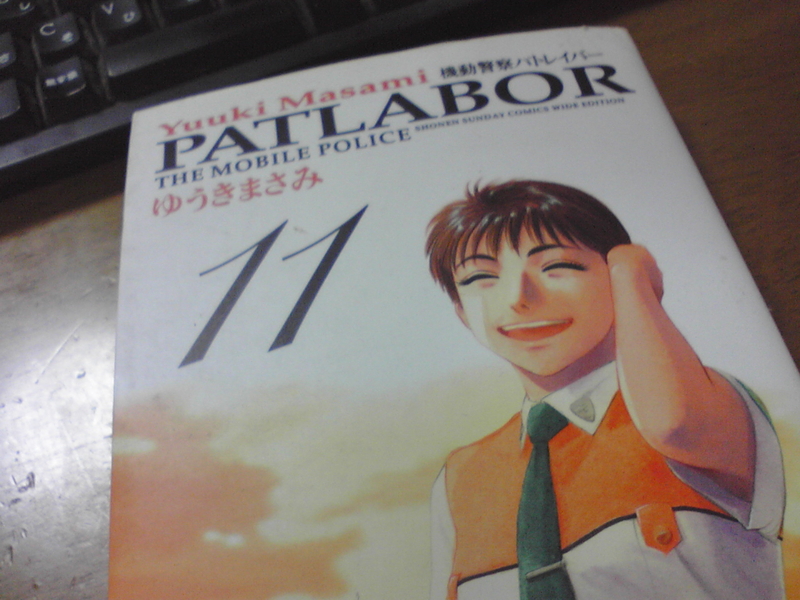 Yuuki Masami 機動警察パトレイバー
PATLABOR
THE MOBILE POLICE SHONEN SUNDAY COMICS WIDE EDITION
ゆうきまさみ
11
C
V